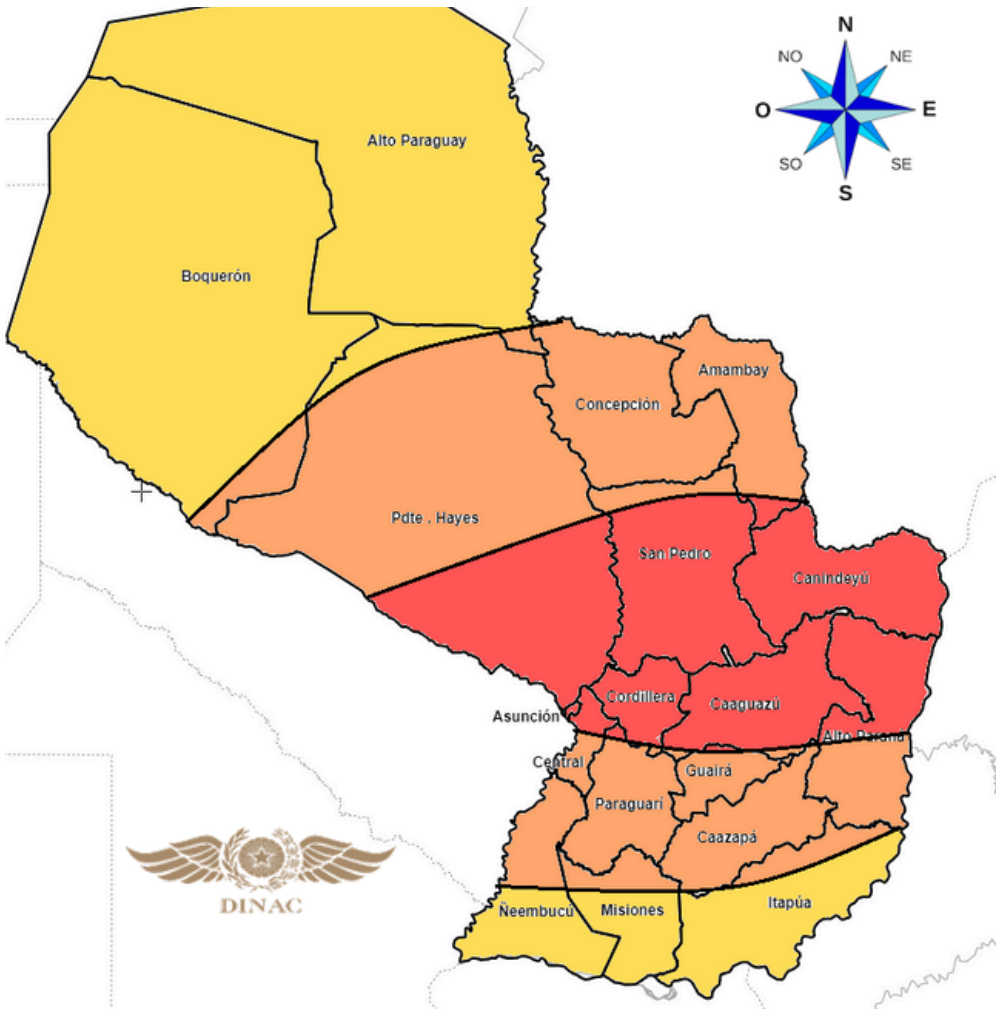 N
NO
NE
O
E
SO
SE
S
Alto Paraguay
Boquerón
Amambay
Concepción
Pdte . Hayes
San Pedro
Canindeyú
Cordillera
Caaguazú
Asunción
Alto Paraná
Central
Guairá
Paraguarí
Caazapá
DINAC
Ñeembucú
Misiones
Itapúa